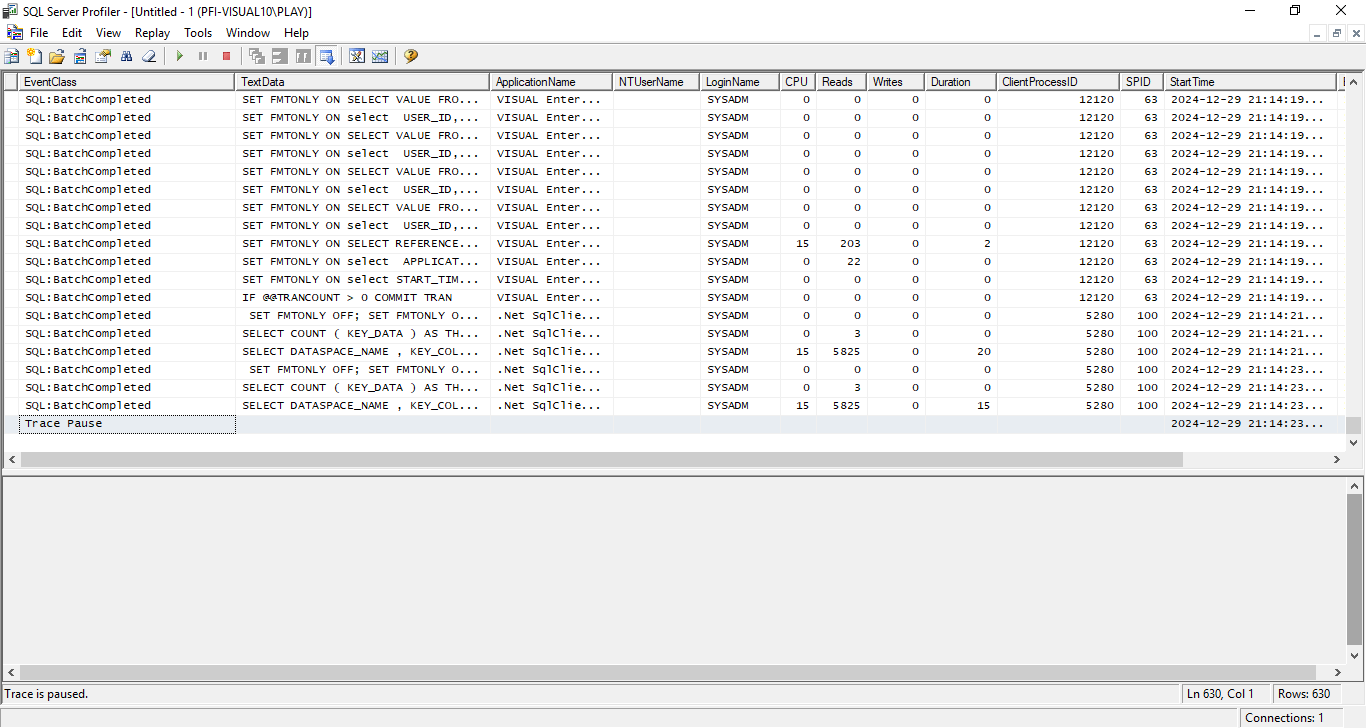 SQL Server Profiler - [Untitled - 1 (PFI-VISUAL10\PLAY)]
File Edit View Replay Tools Window Help
EventClass TextData ApplicationName NTUserName LoginName CPU Reads Writes Duration ClientProcessID SPID StartTime
SQL:BatchCompleted SET FMTONLY ON SELECT VALUE FRO... VISUAL Enter... SYSADM 0 0 0 0 12120 63 2024-12-29 21:14:19...
SQL:BatchCompleted SET FMTONLY ON select USER_ID,... VISUAL Enter... SYSADM 0 0 0 0 12120 63 2024-12-29 21:14:19...
SQL:BatchCompleted SET FMTONLY ON SELECT VALUE FRO... VISUAL Enter... SYSADM 0 0 0 0 12120 63 2024-12-29 21:14:19...
SQL:BatchCompleted SET FMTONLY ON select USER_ID,... VISUAL Enter... SYSADM 0 0 0 0 12120 63 2024-12-29 21:14:19...
SQL:BatchCompleted SET FMTONLY ON SELECT VALUE FRO... VISUAL Enter... SYSADM 0 0 0 0 12120 63 2024-12-29 21:14:19...
SQL:BatchCompleted SET FMTONLY ON select USER_ID,... VISUAL Enter... SYSADM 0 0 0 0 12120 63 2024-12-29 21:14:19...
SQL:BatchCompleted SET FMTONLY ON SELECT VALUE FRO... VISUAL Enter... SYSADM 0 0 0 0 12120 63 2024-12-29 21:14:19...
SQL:BatchCompleted SET FMTONLY ON select USER_ID,... VISUAL Enter... SYSADM 0 0 0 0 12120 63 2024-12-29 21:14:19...
SQL:BatchCompleted SET FMTONLY ON SELECT REFERENCE... VISUAL Enter... SYSADM 15 203 0 2 12120 63 2024-12-29 21:14:19...
SQL:BatchCompleted SET FMTONLY ON select APPLICAT... VISUAL Enter... SYSADM 0 22 0 0 12120 63 2024-12-29 21:14:19...
SQL:BatchCompleted SET FMTONLY ON select START_TIM... VISUAL Enter... SYSADM 0 0 0 0 12120 63 2024-12-29 21:14:19...
SQL:BatchCompleted IF @@TRANCOUNT > 0 COMMIT TRAN VISUAL Enter... SYSADM 0 0 0 0 12120 63 2024-12-29 21:14:19...
SQL:BatchCompleted SET FMTONLY OFF; SET FMTONLY O... .Net SqlClie... SYSADM 0 0 0 0 5280 100 2024-12-29 21:14:21...
SQL:BatchCompleted SELECT COUNT ( KEY_DATA ) AS TH... .Net SqlClie... SYSADM 0 3 0 0 5280 100 2024-12-29 21:14:21...
SQL:BatchCompleted SELECT DATASPACE_NAME , KEY_COL... .Net SqlClie... SYSADM 15 5825 0 20 5280 100 2024-12-29 21:14:21...
SQL:BatchCompleted SET FMTONLY OFF; SET FMTONLY O... .Net SqlClie... SYSADM 0 0 0 0 5280 100 2024-12-29 21:14:23...
SQL:BatchCompleted SELECT COUNT ( KEY_DATA ) AS TH... .Net SqlClie... SYSADM 0 3 0 0 5280 100 2024-12-29 21:14:23...
SQL:BatchCompleted SELECT DATASPACE_NAME , KEY_COL... .Net SqlClie... SYSADM 15 5825 0 15 5280 100 2024-12-29 21:14:23...
Trace Pause 2024-12-29 21:14:23...
Trace is paused. Ln 630, Col 1 Rows: 630
Connections: 1